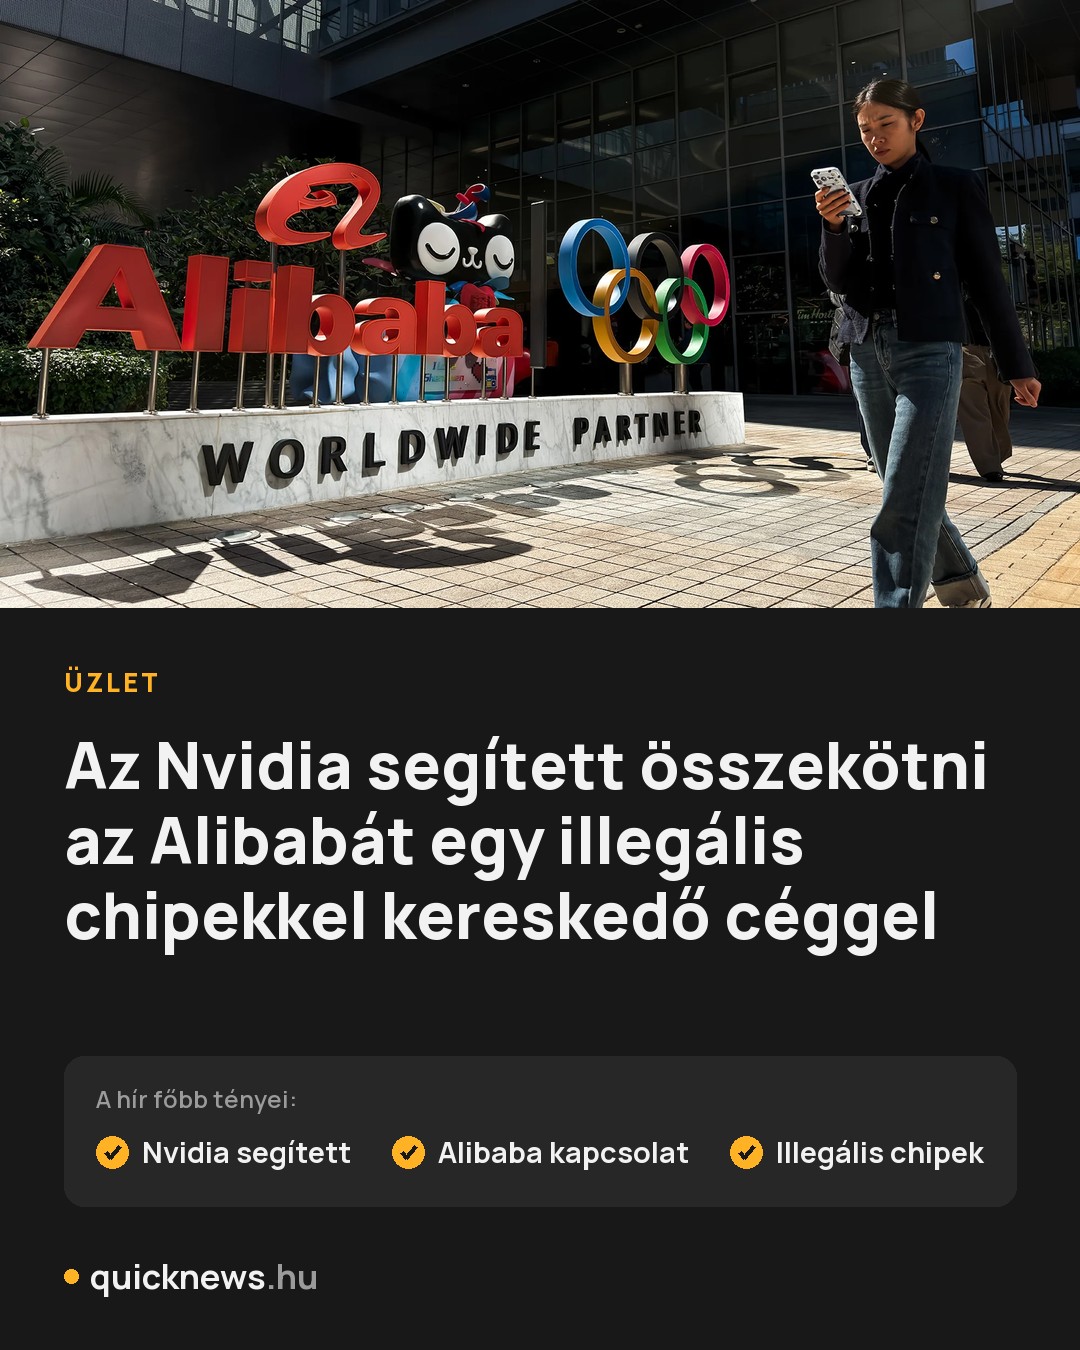 Alibaba
WORLDWIDE PARTNER
ÜZLET
Az Nvidia segített összekötni
az Alibabát egy illegális
chipekkel kereskedő céggel
A hír főbb tényei:
Nvidia segített
Alibaba kapcsolat
Illegális chipek
quicknews.hu